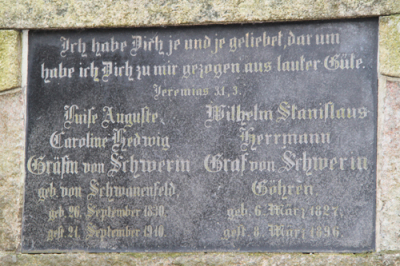 Ich habe Dich je und je geliebet, darum
habe ich Dich zu mir gezogen aus lauter Güte.
Jeremias 31, 3.
Luise Auguste
Caroline Hedwig
Gräfin von Schwerin
geb. von Schwanenfeld,
geb. 26. September 1830,
gest. 21. September 1910.
Wilhelm Stanislaus
Herrmann
Graf von Schwerin
Göhren
geb. 6. März 1827,
gest. 8. März 1896.